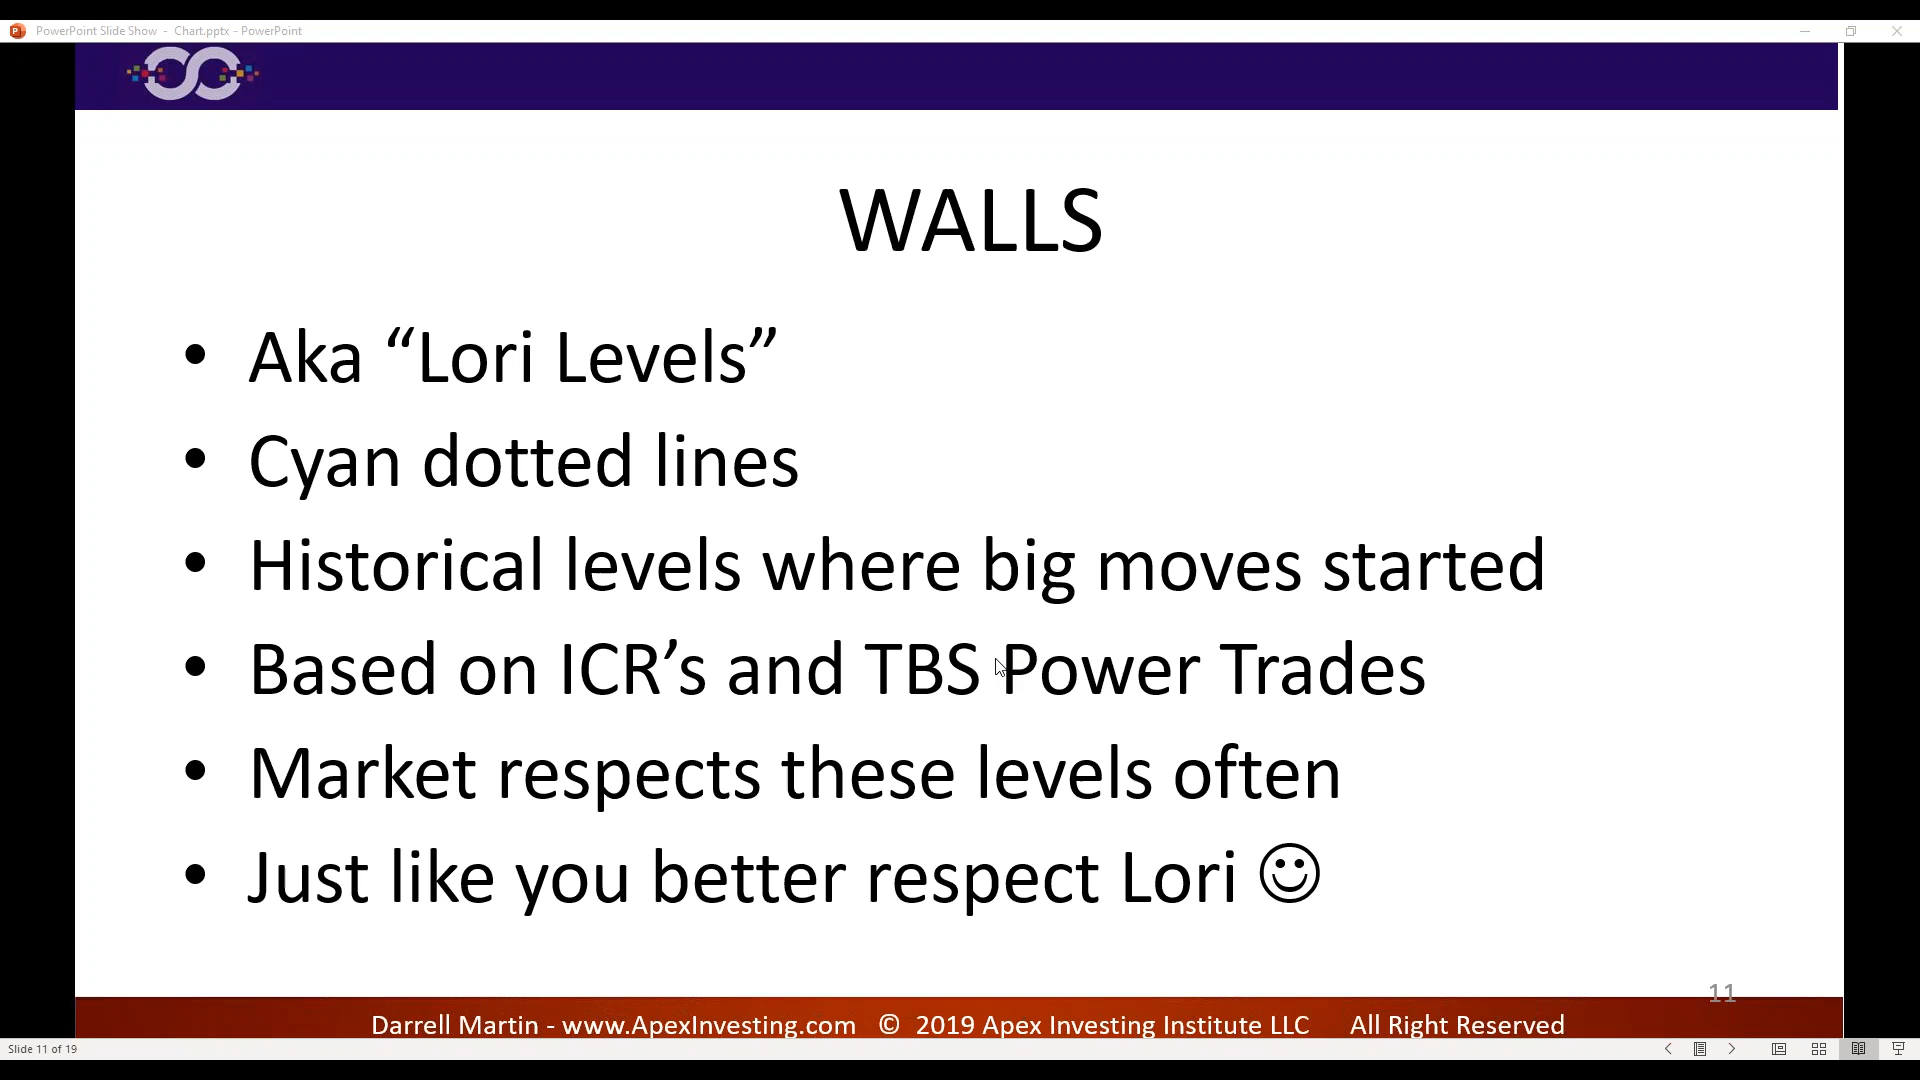 PowerPoint Slide Show - Chart.pptx - PowerPoint
WALLS
• Aka “Lori Levels”
• Cyan dotted lines
• Historical levels where big moves started
• Based on ICR’s and TBS Power Trades
• Market respects these levels often
• Just like you better respect Lori ☺
11
Darrell Martin - www.ApexInvesting.com © 2019 Apex Investing Institute LLC All Right Reserved
Slide 11 of 19